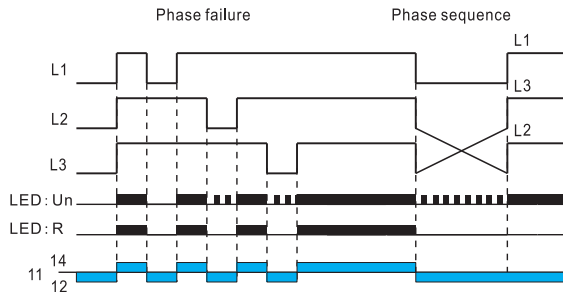 Phase failure
Phase sequence
L1
L1
L3
L2
L2
L3
LED: Un
LED: R
14
11
12